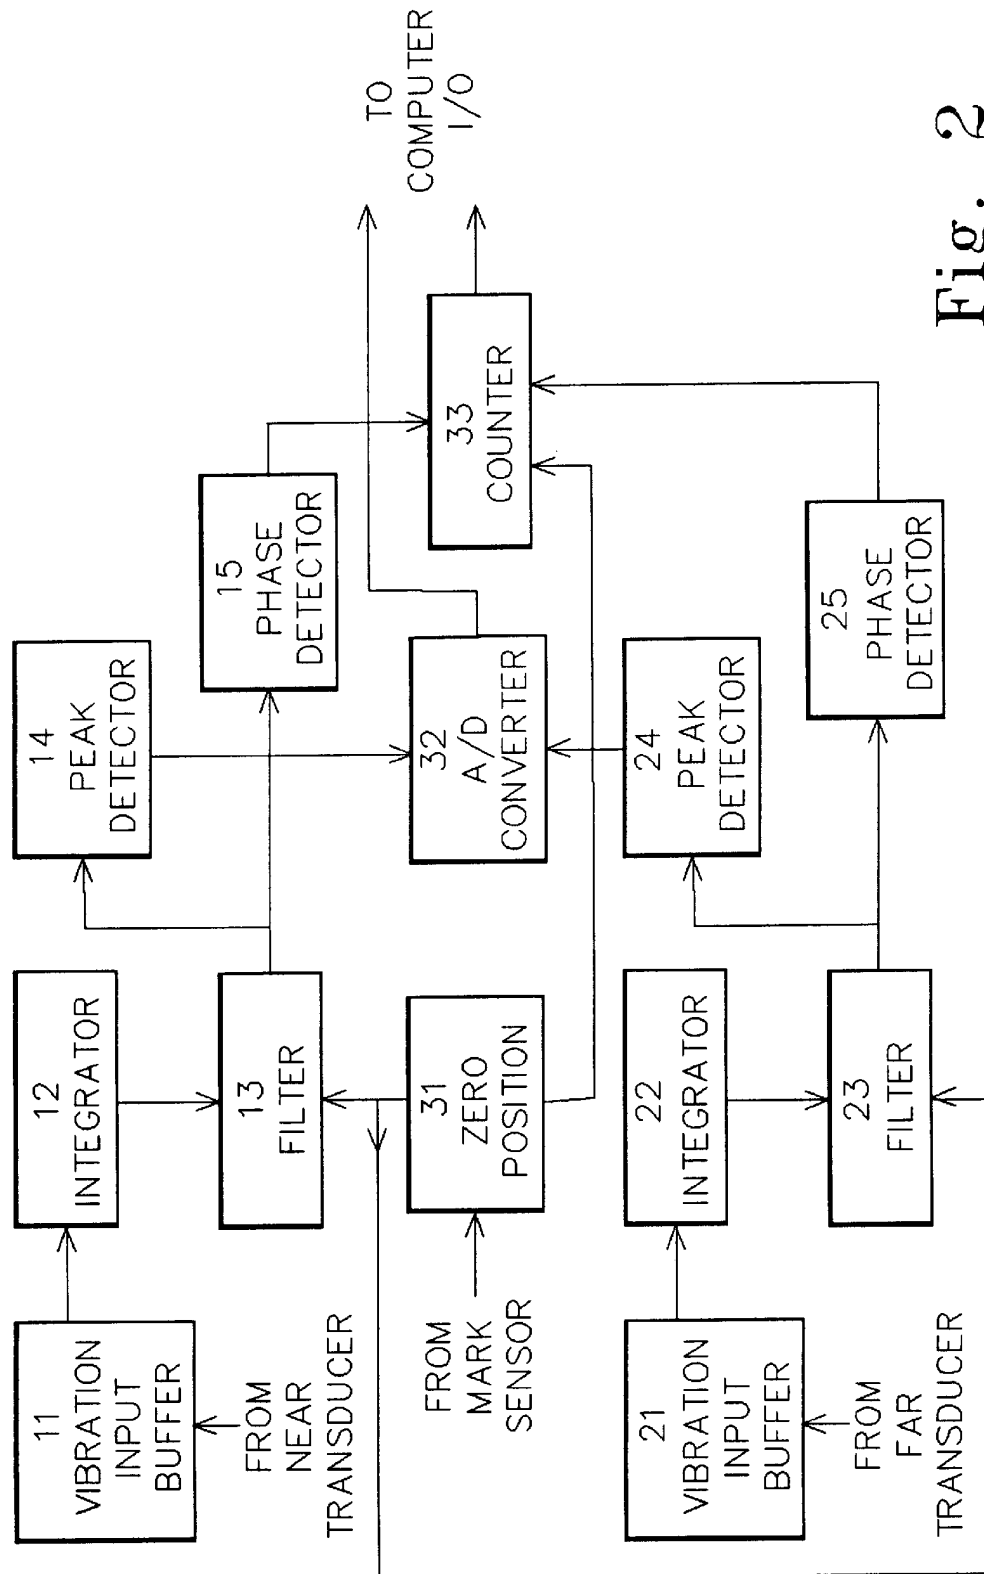 11
VIBRATION
INPUT
BUFFER
FROM
NEAR
TRANSDUCER
12
INTEGRATOR
13
FILTER
14
PEAK
DETECTOR
15
PHASE
DETECTOR
FROM
MARK
SENSOR
31
ZERO
POSITION
32
A/D
CONVERTER
33
COUNTER
TO
COMPUTER
I/O
21
VIBRATION
INPUT
BUFFER
FROM
FAR
TRANSDUCER
22
INTEGRATOR
23
FILTER
24
PEAK
DETECTOR
25
PHASE
DETECTOR
Fig. 2